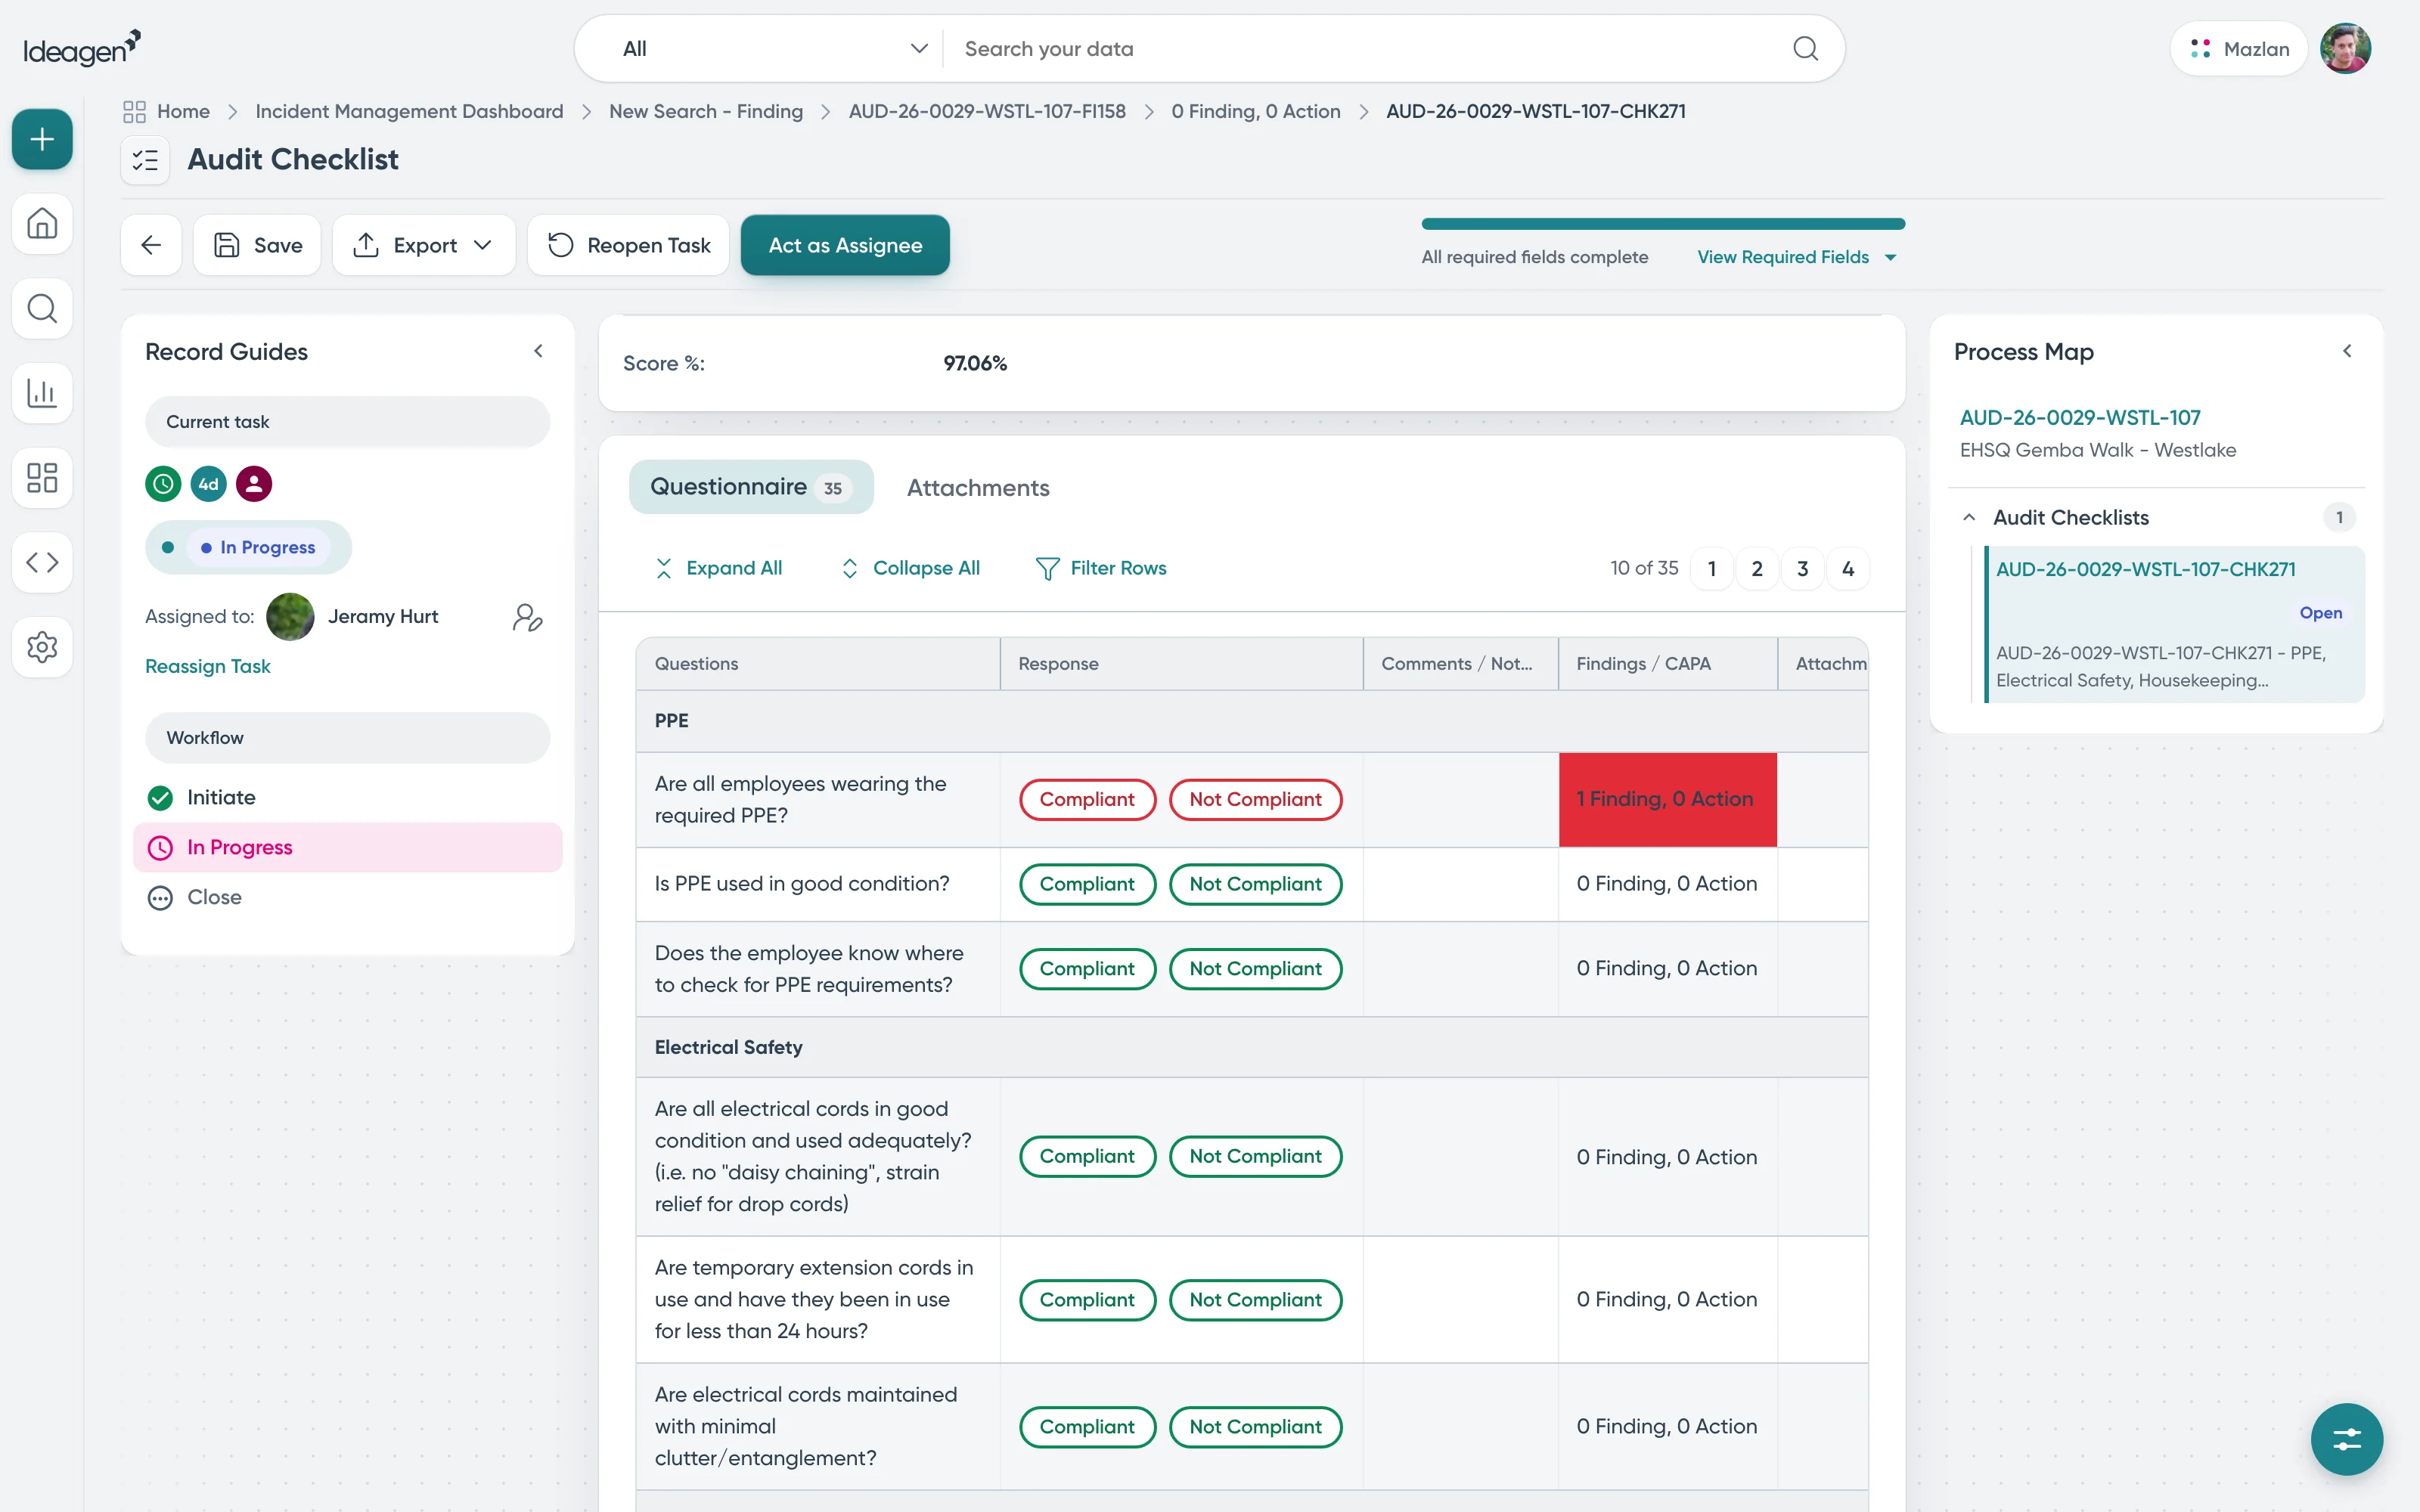 Ideagen
All
Search your data
Mazlan
Home > Incident Management Dashboard > New Search - Finding > AUD-26-0029-WSTL-107-FI158 > 0 Finding, 0 Action > AUD-26-0029-WSTL-107-CHK271
Audit Checklist
Save
Export
Reopen Task
Act as Assignee
All required fields complete
View Required Fields
Record Guides
Current task
4d
In Progress
Assigned to:
Jeramy Hurt
Reassign Task
Workflow
Initiate
In Progress
Close
Score %:
97.06%
Questionnaire 35
Attachments
Expand All
Collapse All
Filter Rows
10 of 35
1
2
3
4
Questions
Response
Comments / Not...
Findings / CAPA
Attachm
PPE
Are all employees wearing the
required PPE?
Compliant
Not Compliant
1 Finding, 0 Action
Is PPE used in good condition?
Compliant
Not Compliant
0 Finding, 0 Action
Does the employee know where
to check for PPE requirements?
Compliant
Not Compliant
0 Finding, 0 Action
Electrical Safety
Are all electrical cords in good
condition and used adequately?
(i.e. no "daisy chaining", strain
relief for drop cords)
Compliant
Not Compliant
0 Finding, 0 Action
Are temporary extension cords in
use and have they been in use
for less than 24 hours?
Compliant
Not Compliant
0 Finding, 0 Action
Are electrical cords maintained
with minimal
clutter/entanglement?
Compliant
Not Compliant
0 Finding, 0 Action
Process Map
AUD-26-0029-WSTL-107
EHSQ Gemba Walk - Westlake
Audit Checklists
1
AUD-26-0029-WSTL-107-CHK271
Open
AUD-26-0029-WSTL-107-CHK271 - PPE,
Electrical Safety, Housekeeping...